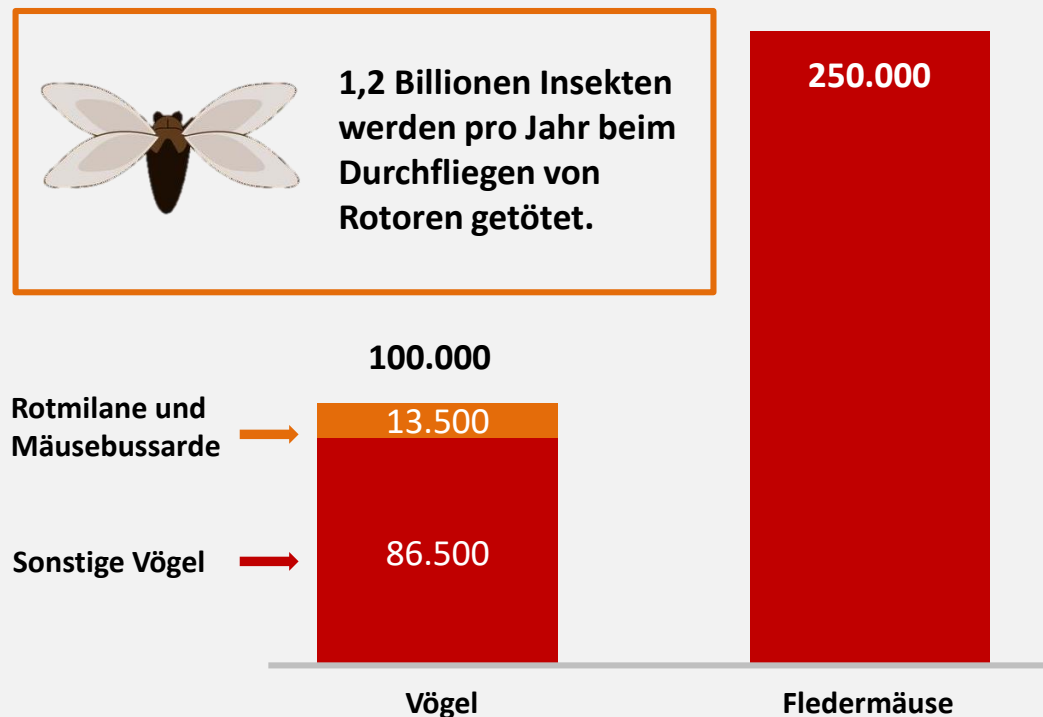 1,2 Billionen Insekten
werden pro Jahr beim
Durchfliegen von
Rotoren getötet.
250.000
100.000
Rotmilane und
Mäusebussarde
13.500
Sonstige Vögel
86.500
Vögel
Fledermäuse